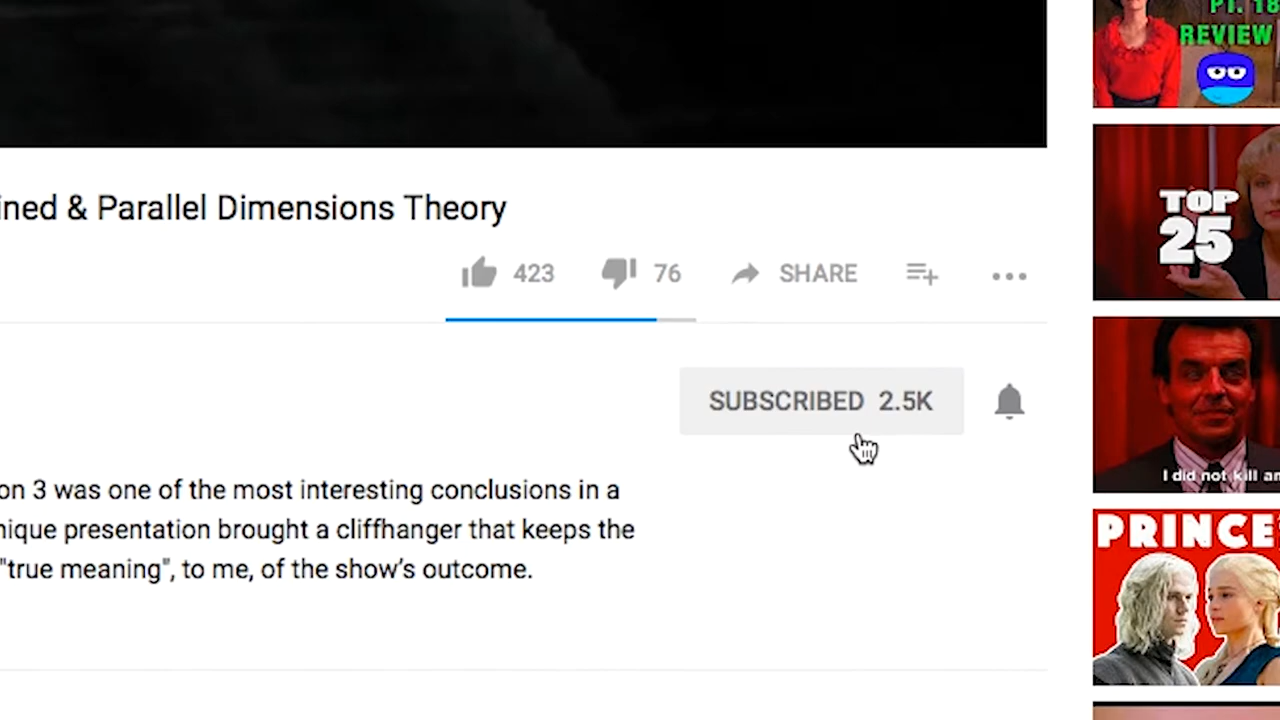 PT. 18
REVIEW
ined & Parallel Dimensions Theory
423 76 SHARE
TOP
25
SUBSCRIBED 2.5K
I did not kill an
on 3 was one of the most interesting conclusions in a
nique presentation brought a cliffhanger that keeps the
"true meaning", to me, of the show’s outcome.
PRINCE